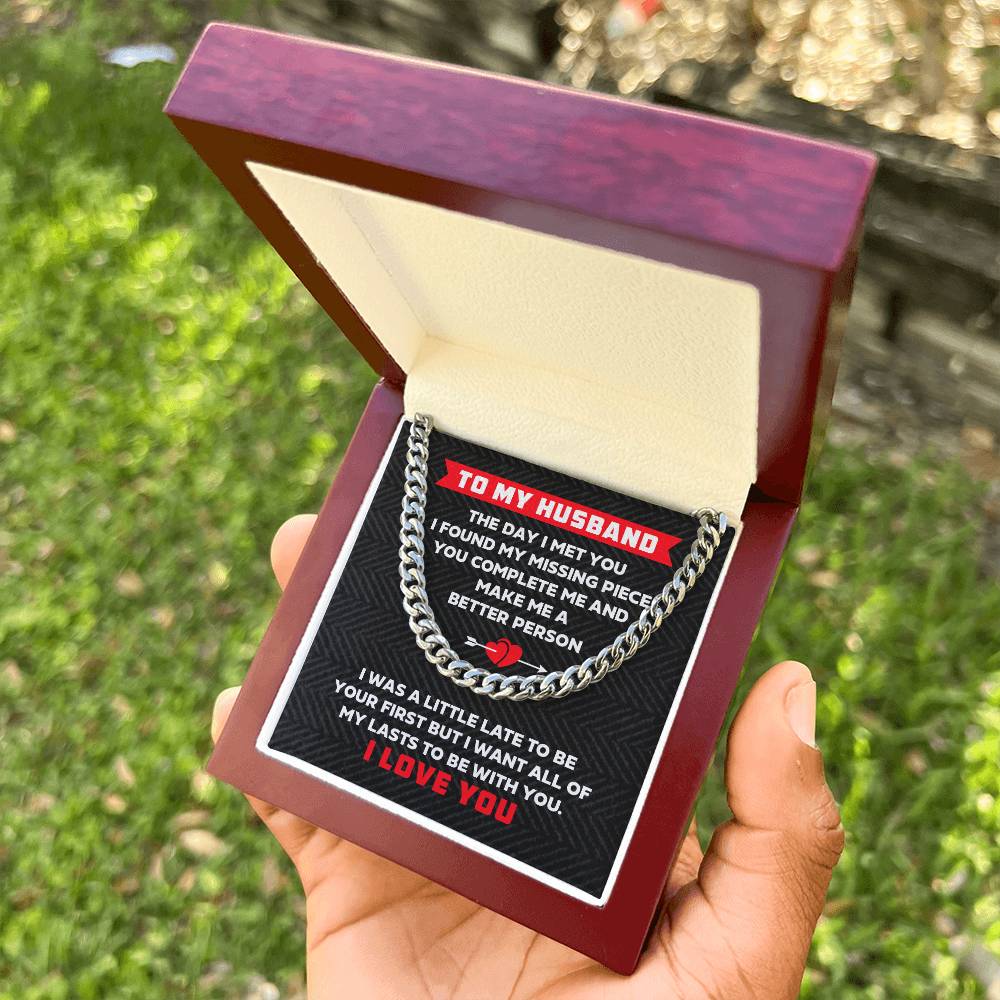 TO MY HUSBAND
THE DAY I MET YOU
I FOUND MY MISSING PIECE
YOU COMPLETE ME AND
MAKE ME A
BETTER PERSON
I WAS A LITTLE LATE TO BE
YOUR FIRST BUT I WANT ALL OF
MY LASTS TO BE WITH YOU.
I LOVE YOU